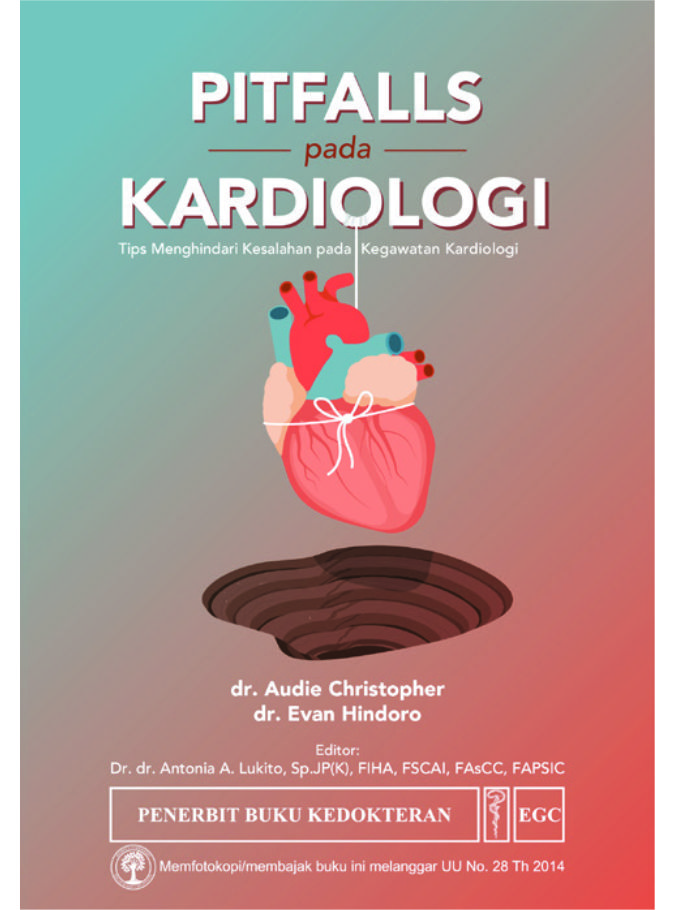 PITFALLS
pada
KARDIOLOGI
Tips Menghindari Kesalahan pada Kegawatan Kardiologi
dr. Audie Christopher
dr. Evan Hindoro
Editor:
Dr. dr. Antonia A. Lukito, Sp.JP(K), FIHA, FSCAI, FAsCC, FAPSIC
PENERBIT BUKU KEDOKTERAN EGC
Memfotokopi/membajak buku ini melanggar UU No. 28 Th 2014